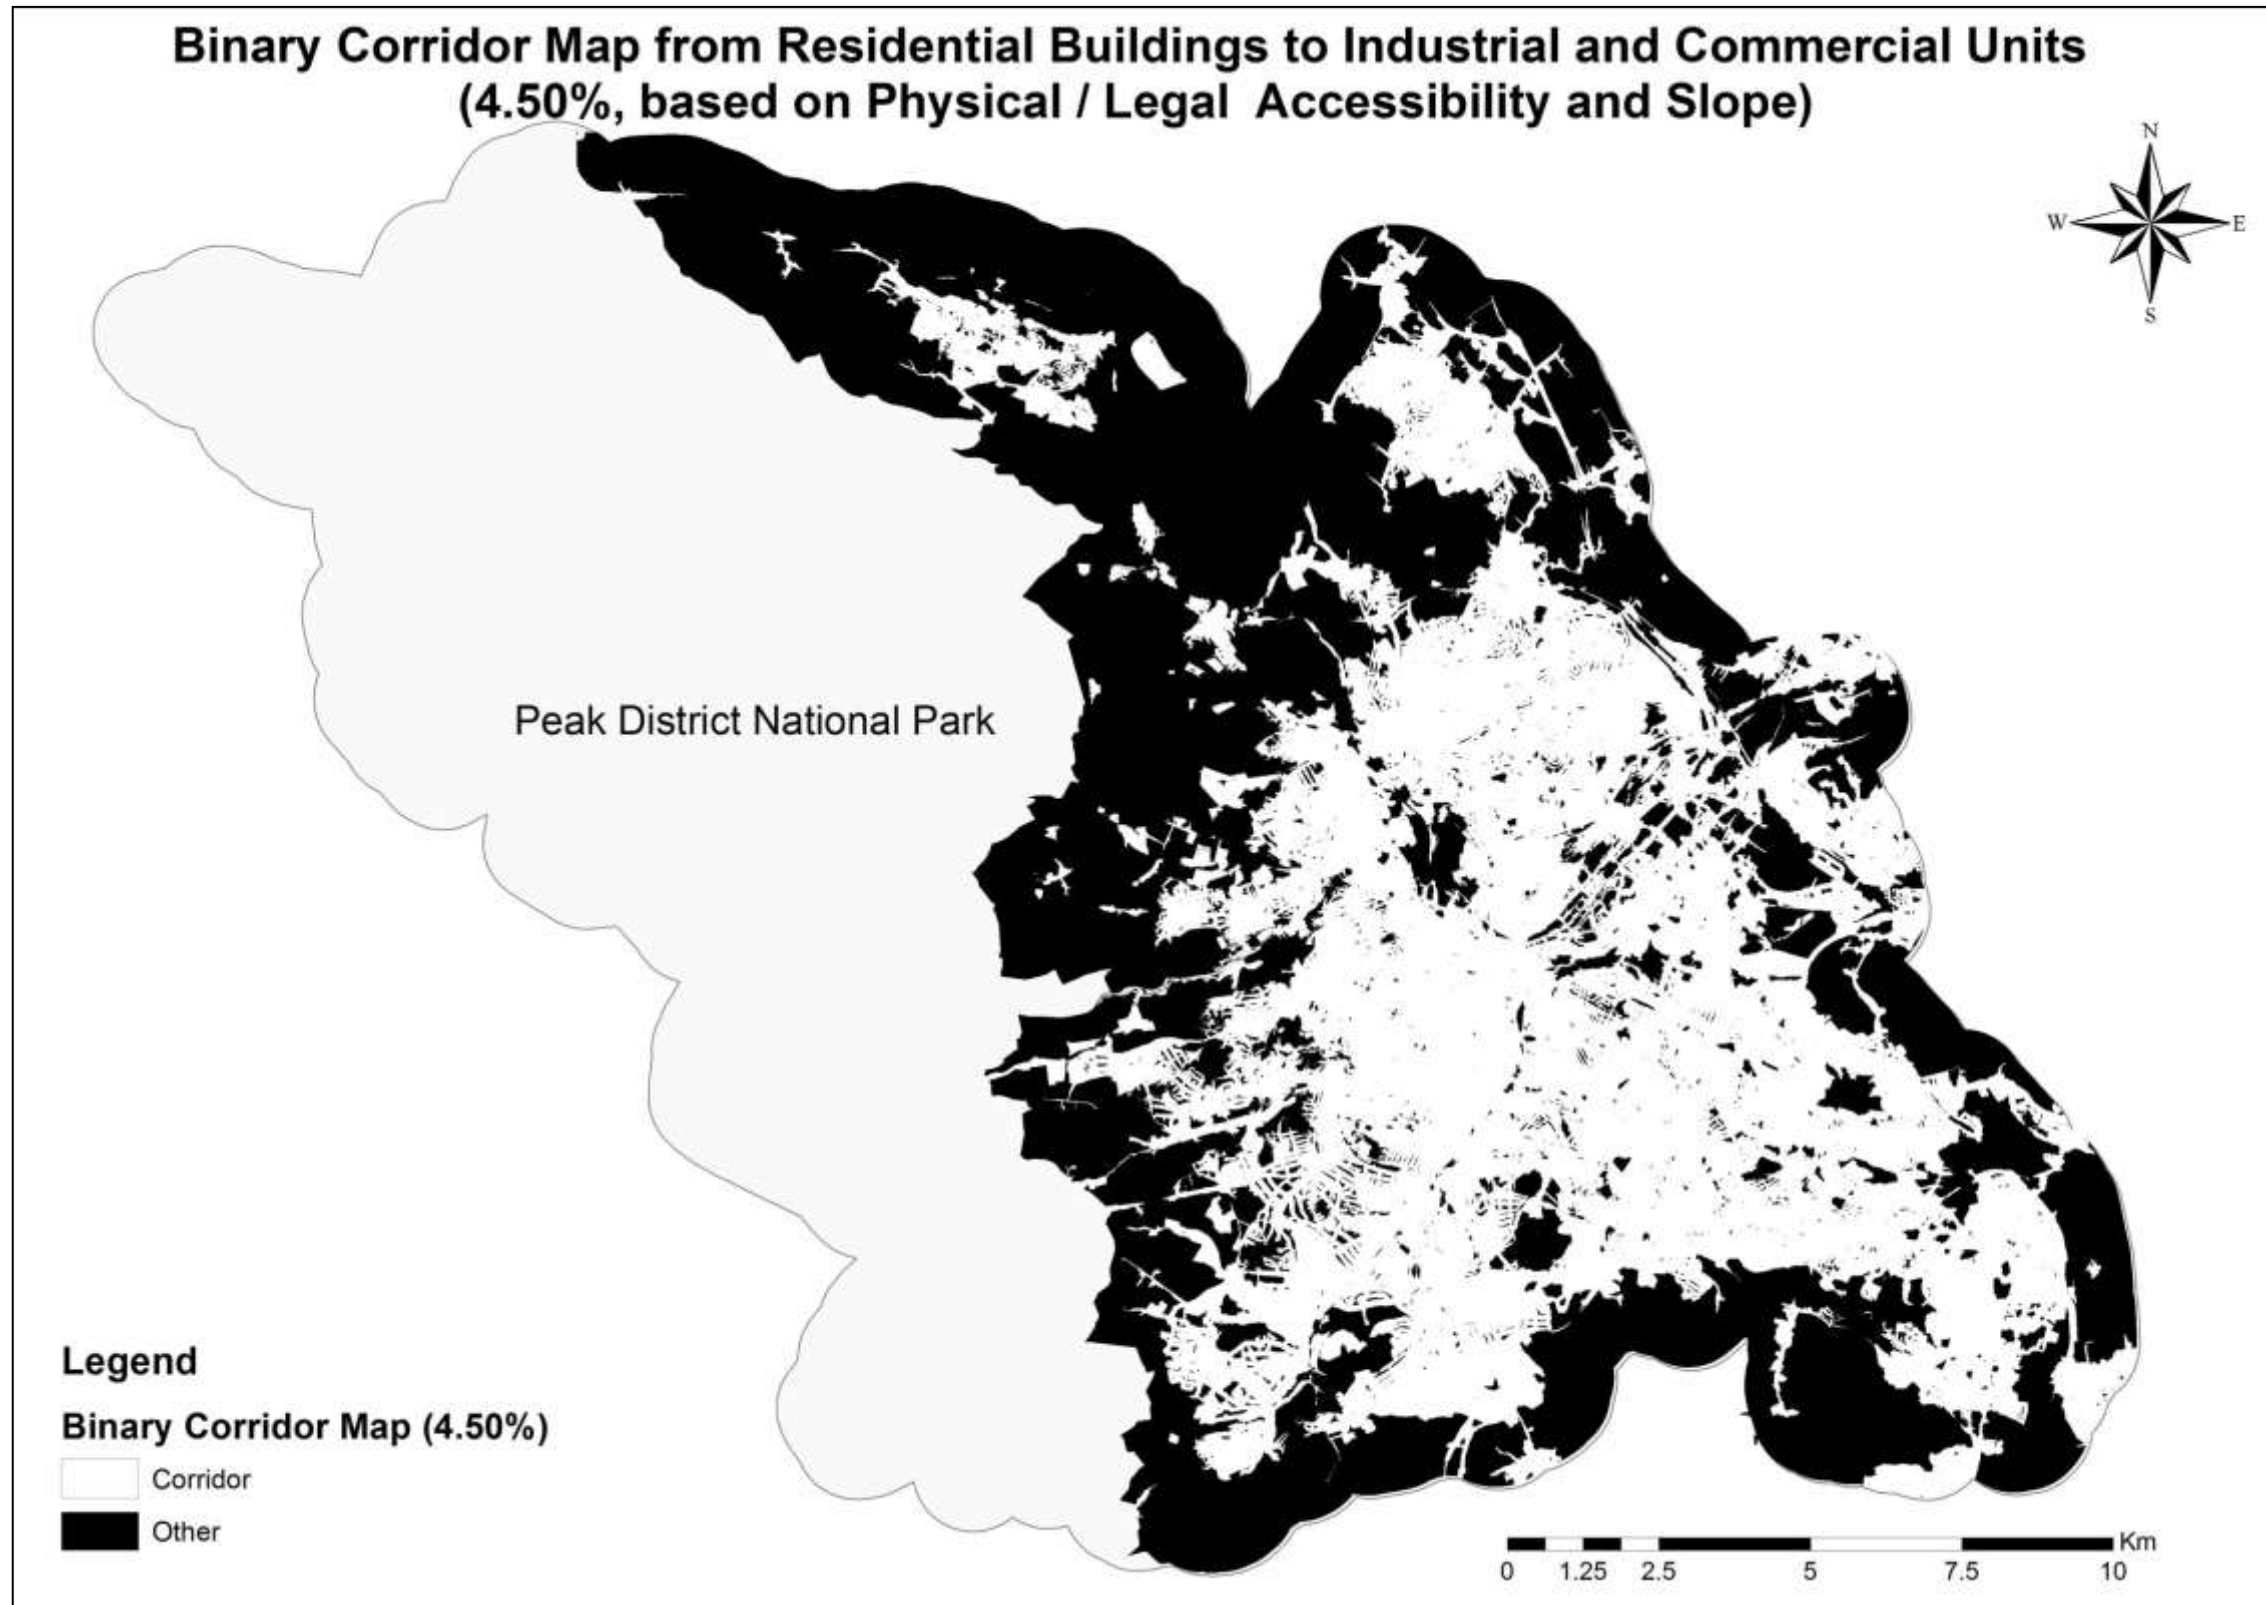 Binary Corridor Map from Residential Buildings to Industrial and Commercial Units
(4.50%, based on Physical / Legal  Accessibility and Slope)
N
W
E
S
Peak District National Park
Legend
Binary Corridor Map (4.50%)
Corridor
Other
Km
0 1.25 2.5 5 7.5 10